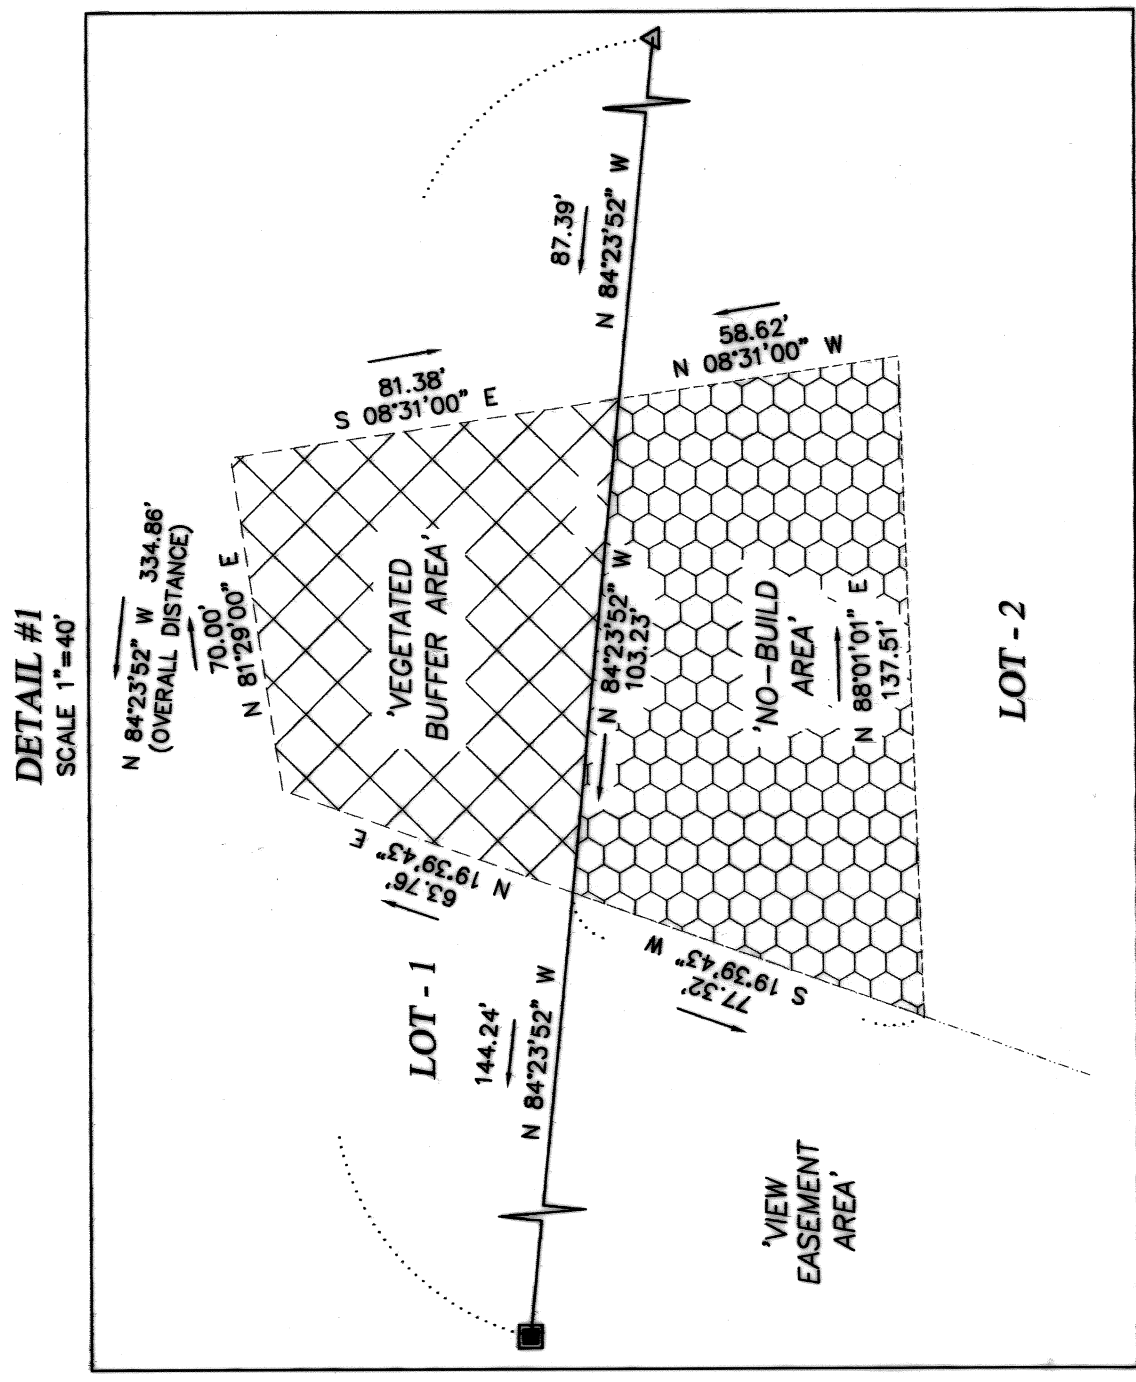 DETAIL #1
SCALE 1"=40'
N 84°23'52" W 334.86'
(OVERALL DISTANCE)
70.00'
N 81°29'00" E
81.38'
S 08°31'00" E
87.39'
N 84°23'52" W
58.62'
N 08°31'00" W
'VEGETATED
BUFFER AREA'
N 84°23'52" W
103.23'
'NO-BUILD
AREA'
N 88°01'01" E
137.51'
LOT - 2
N 19°39'43" E
63.76'
LOT - 1
144.24'
N 84°23'52" W
S 19°39'43" W
77.32'
'VIEW
EASEMENT
AREA'